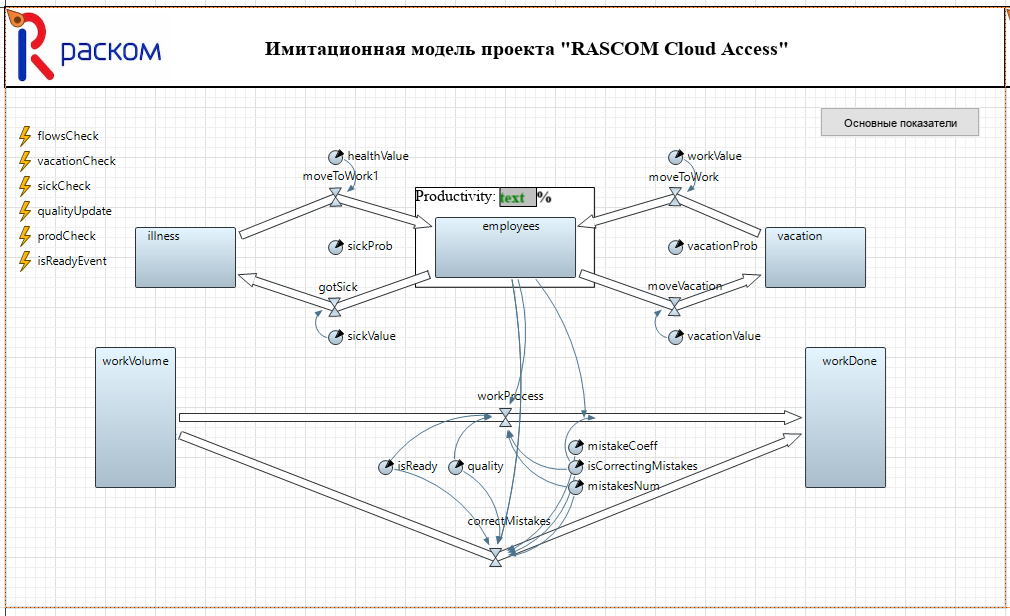 Раском
Имитационная модель проекта "RASCOM Cloud Access"
Основные показатели
flowsCheck
vacationCheck
sickCheck
qualityUpdate
prodCheck
isReadyEvent
healthValue
moveToWork1
workValue
moveToWork
Productivity: text %
illness
employees
vacation
sickProb
vacationProb
gotSick
moveVacation
sickValue
vacationValue
workVolume
workDone
workProcess
mistakeCoeff
isReady
quality
isCorrectingMistakes
mistakesNum
correctMistakes